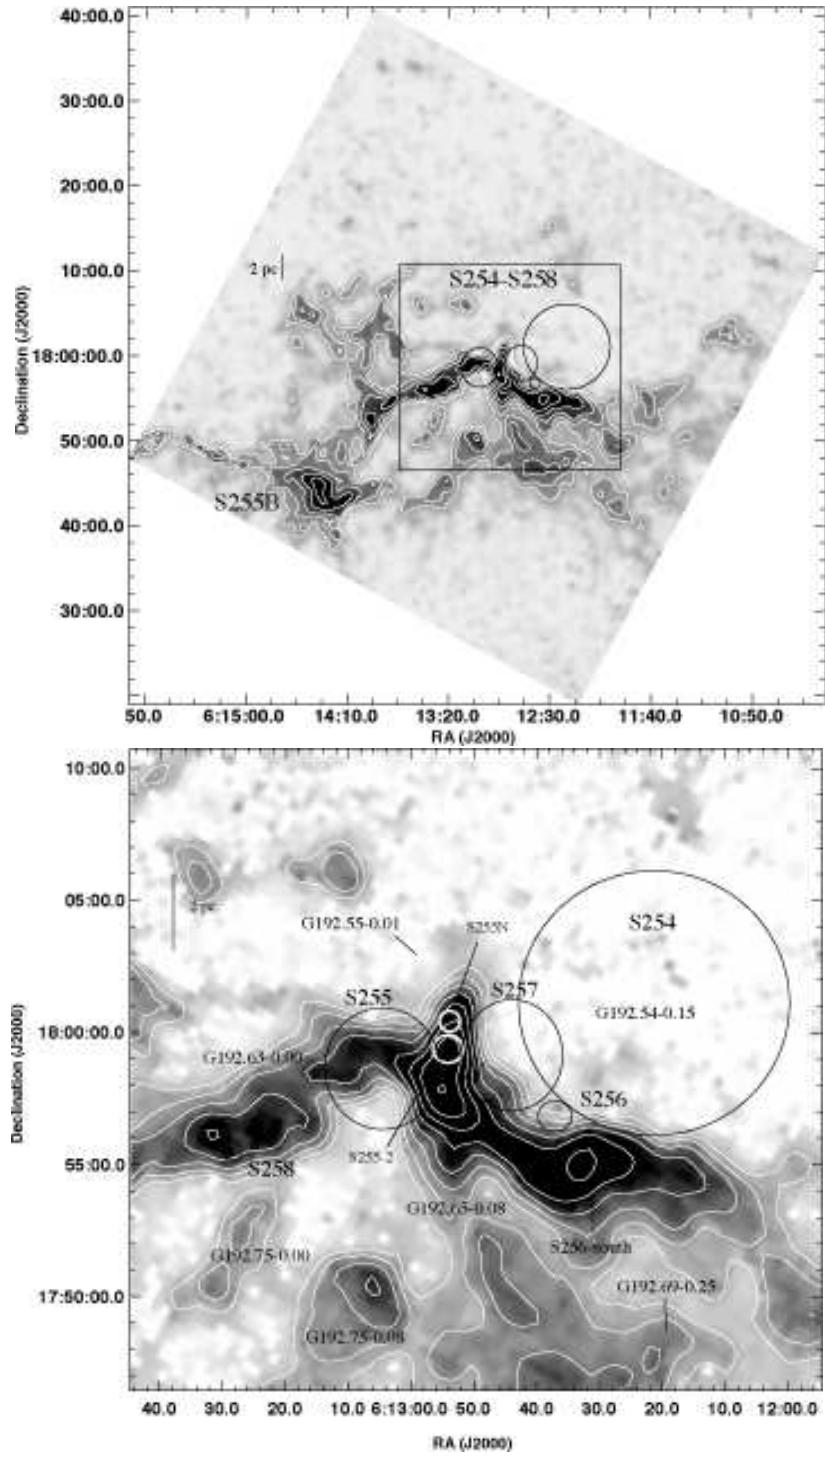 40:00.0
30:00.0
20:00.0
10:00.0
2 pc
S254-S258
Declination (J2000)
18:00:00.0
50:00.0
S255B
40:00.0
30:00.0
50.0 6:15:00.0 14:10.0 13:20.0 12:30.0 11:40.0 10:50.0
RA (J2000)
10:00.0
05:00.0
G192.55-0.01
S255N
S254
S255
S257
G192.54-0.15
Declination (J2000)
18:00:00.0
G192.63-0.00
S256
55:00.0
S258
S255-2
G192.65-0.08
S256-south
G192.75-0.00
G192.69-0.25
17:50:00.0
G192.75-0.08
40.0 30.0 20.0 10.0 6:13:00.0 50.0 40.0 30.0 20.0 10.0 12:00.0
RA (J2000)